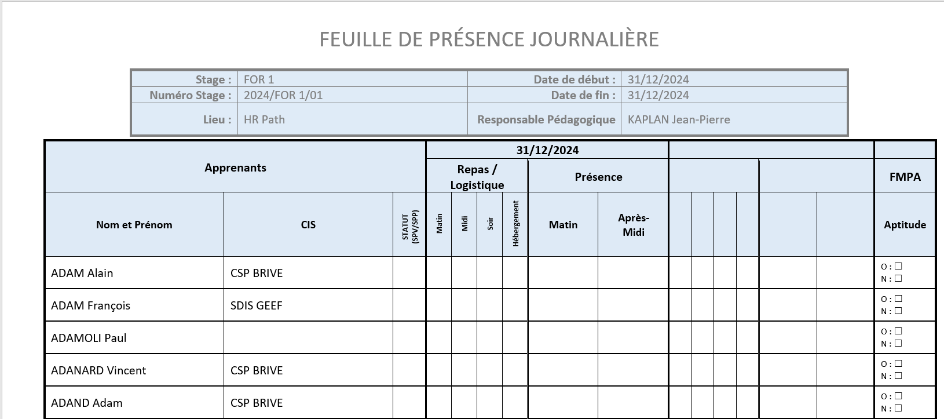 FEUILLE DE PRÉSENCE JOURNALIÈRE
Stage : FOR 1 Date de début : 31/12/2024
Numéro Stage : 2024/FOR 1/01 Date de fin : 31/12/2024
Lieu : HR Path Responsable Pédagogique KAPLAN Jean-Pierre
31/12/2024
Apprenants Repas / Logistique Présence FMPA
Nom et Prénom CIS STATUT (SPV/SPP) Matin Midi Soir Hébergement Matin Après-Midi Aptitude
ADAM Alain CSP BRIVE O : ☐
N : ☐
ADAM François SDIS GEEF O : ☐
N : ☐
ADAMOLI Paul O : ☐
N : ☐
ADANARD Vincent CSP BRIVE O : ☐
N : ☐
ADAND Adam CSP BRIVE O : ☐
N : ☐